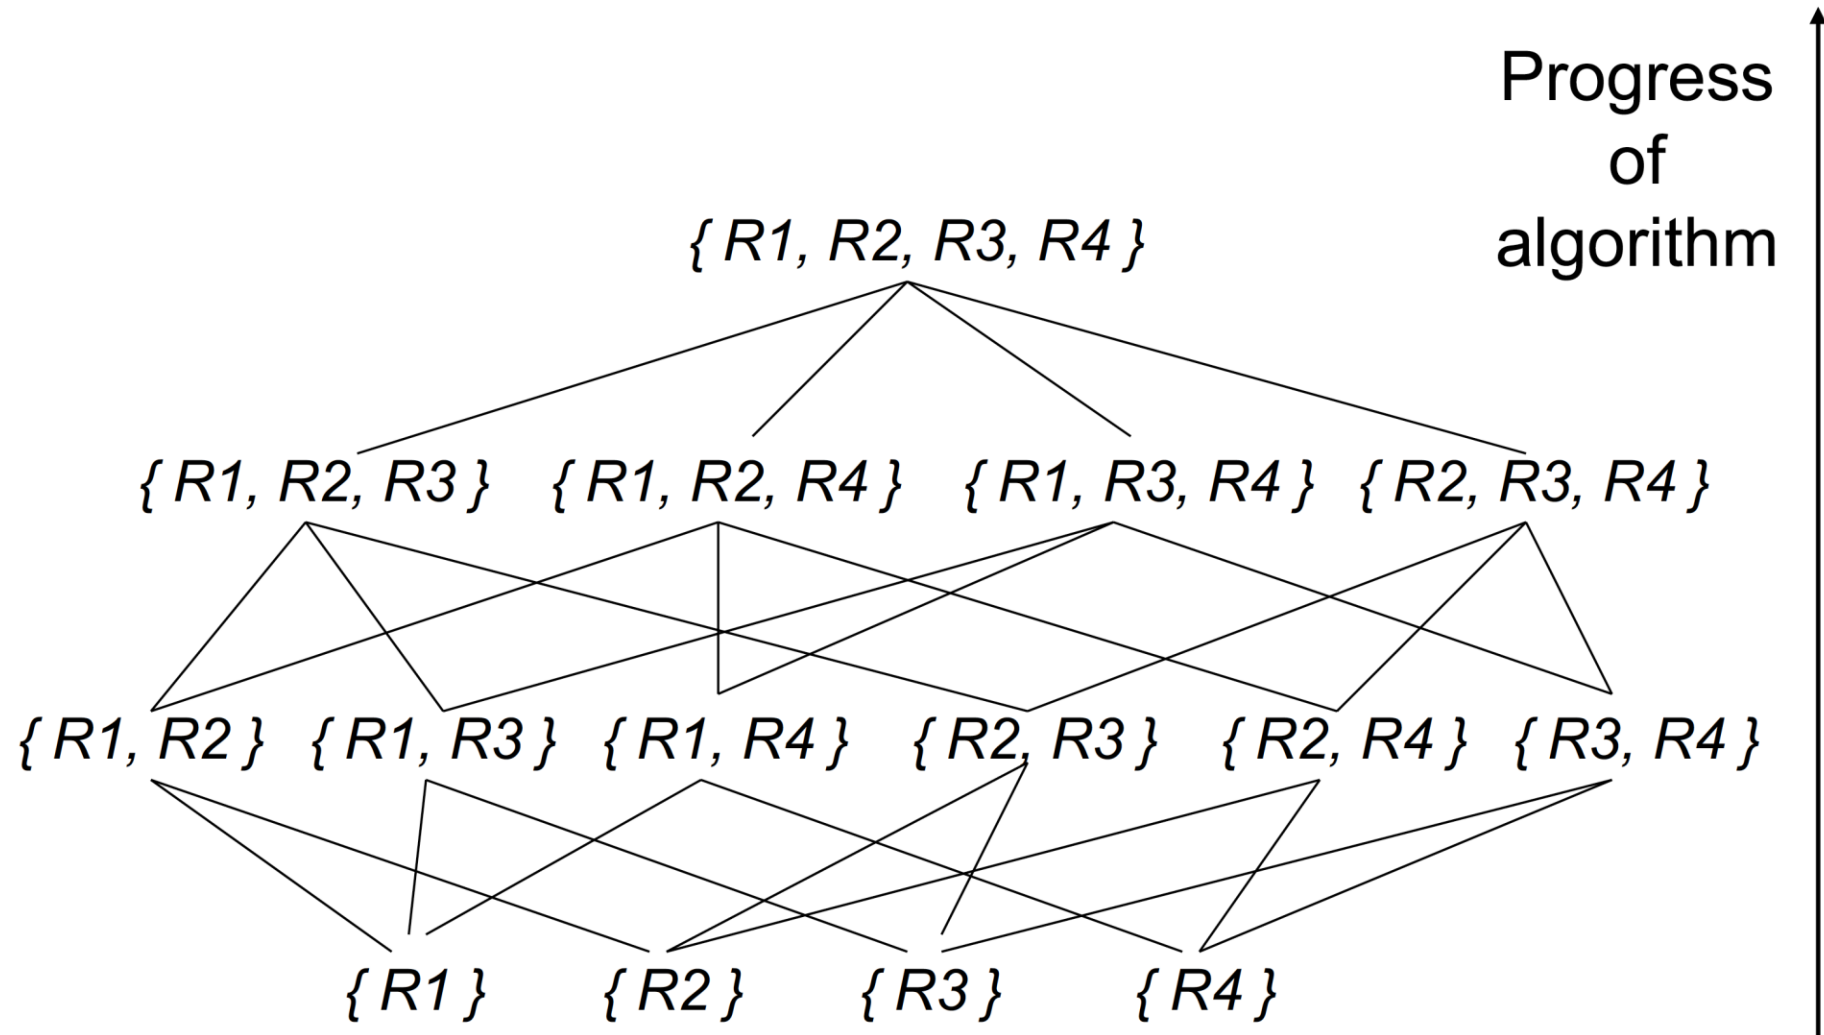 Progress
of
algorithm
{ R1, R2, R3, R4 }
{ R1, R2, R3 } { R1, R2, R4 } { R1, R3, R4 } { R2, R3, R4 }
{ R1, R2 } { R1, R3 } { R1, R4 } { R2, R3 } { R2, R4 } { R3, R4 }
{ R1 } { R2 } { R3 } { R4 }